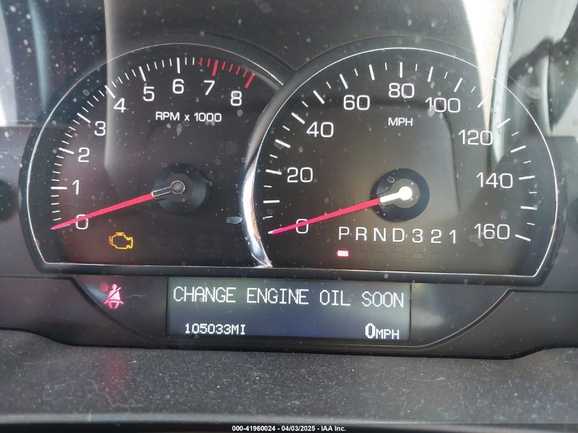 0 1 2 3 4 5 6 7 8
RPM x 1000
0 20 40 60 80 100 120 140 160
MPH
PRND321
CHANGE ENGINE OIL SOON
105033MI 0MPH
000-41960024 - 04/03/2025 - IAA Inc.